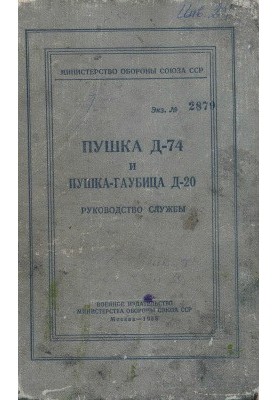 МИНИСТЕРСТВО ОБОРОНЫ СОЮЗА ССР
Экз. № 2879
ПУШКА Д-74
И
ПУШКА-ГАУБИЦА Д-20
РУКОВОДСТВО СЛУЖБЫ
ВОЕННОЕ ИЗДАТЕЛЬСТВО
МИНИСТЕРСТВА ОБОРОНЫ СОЮЗА ССР
Москва—